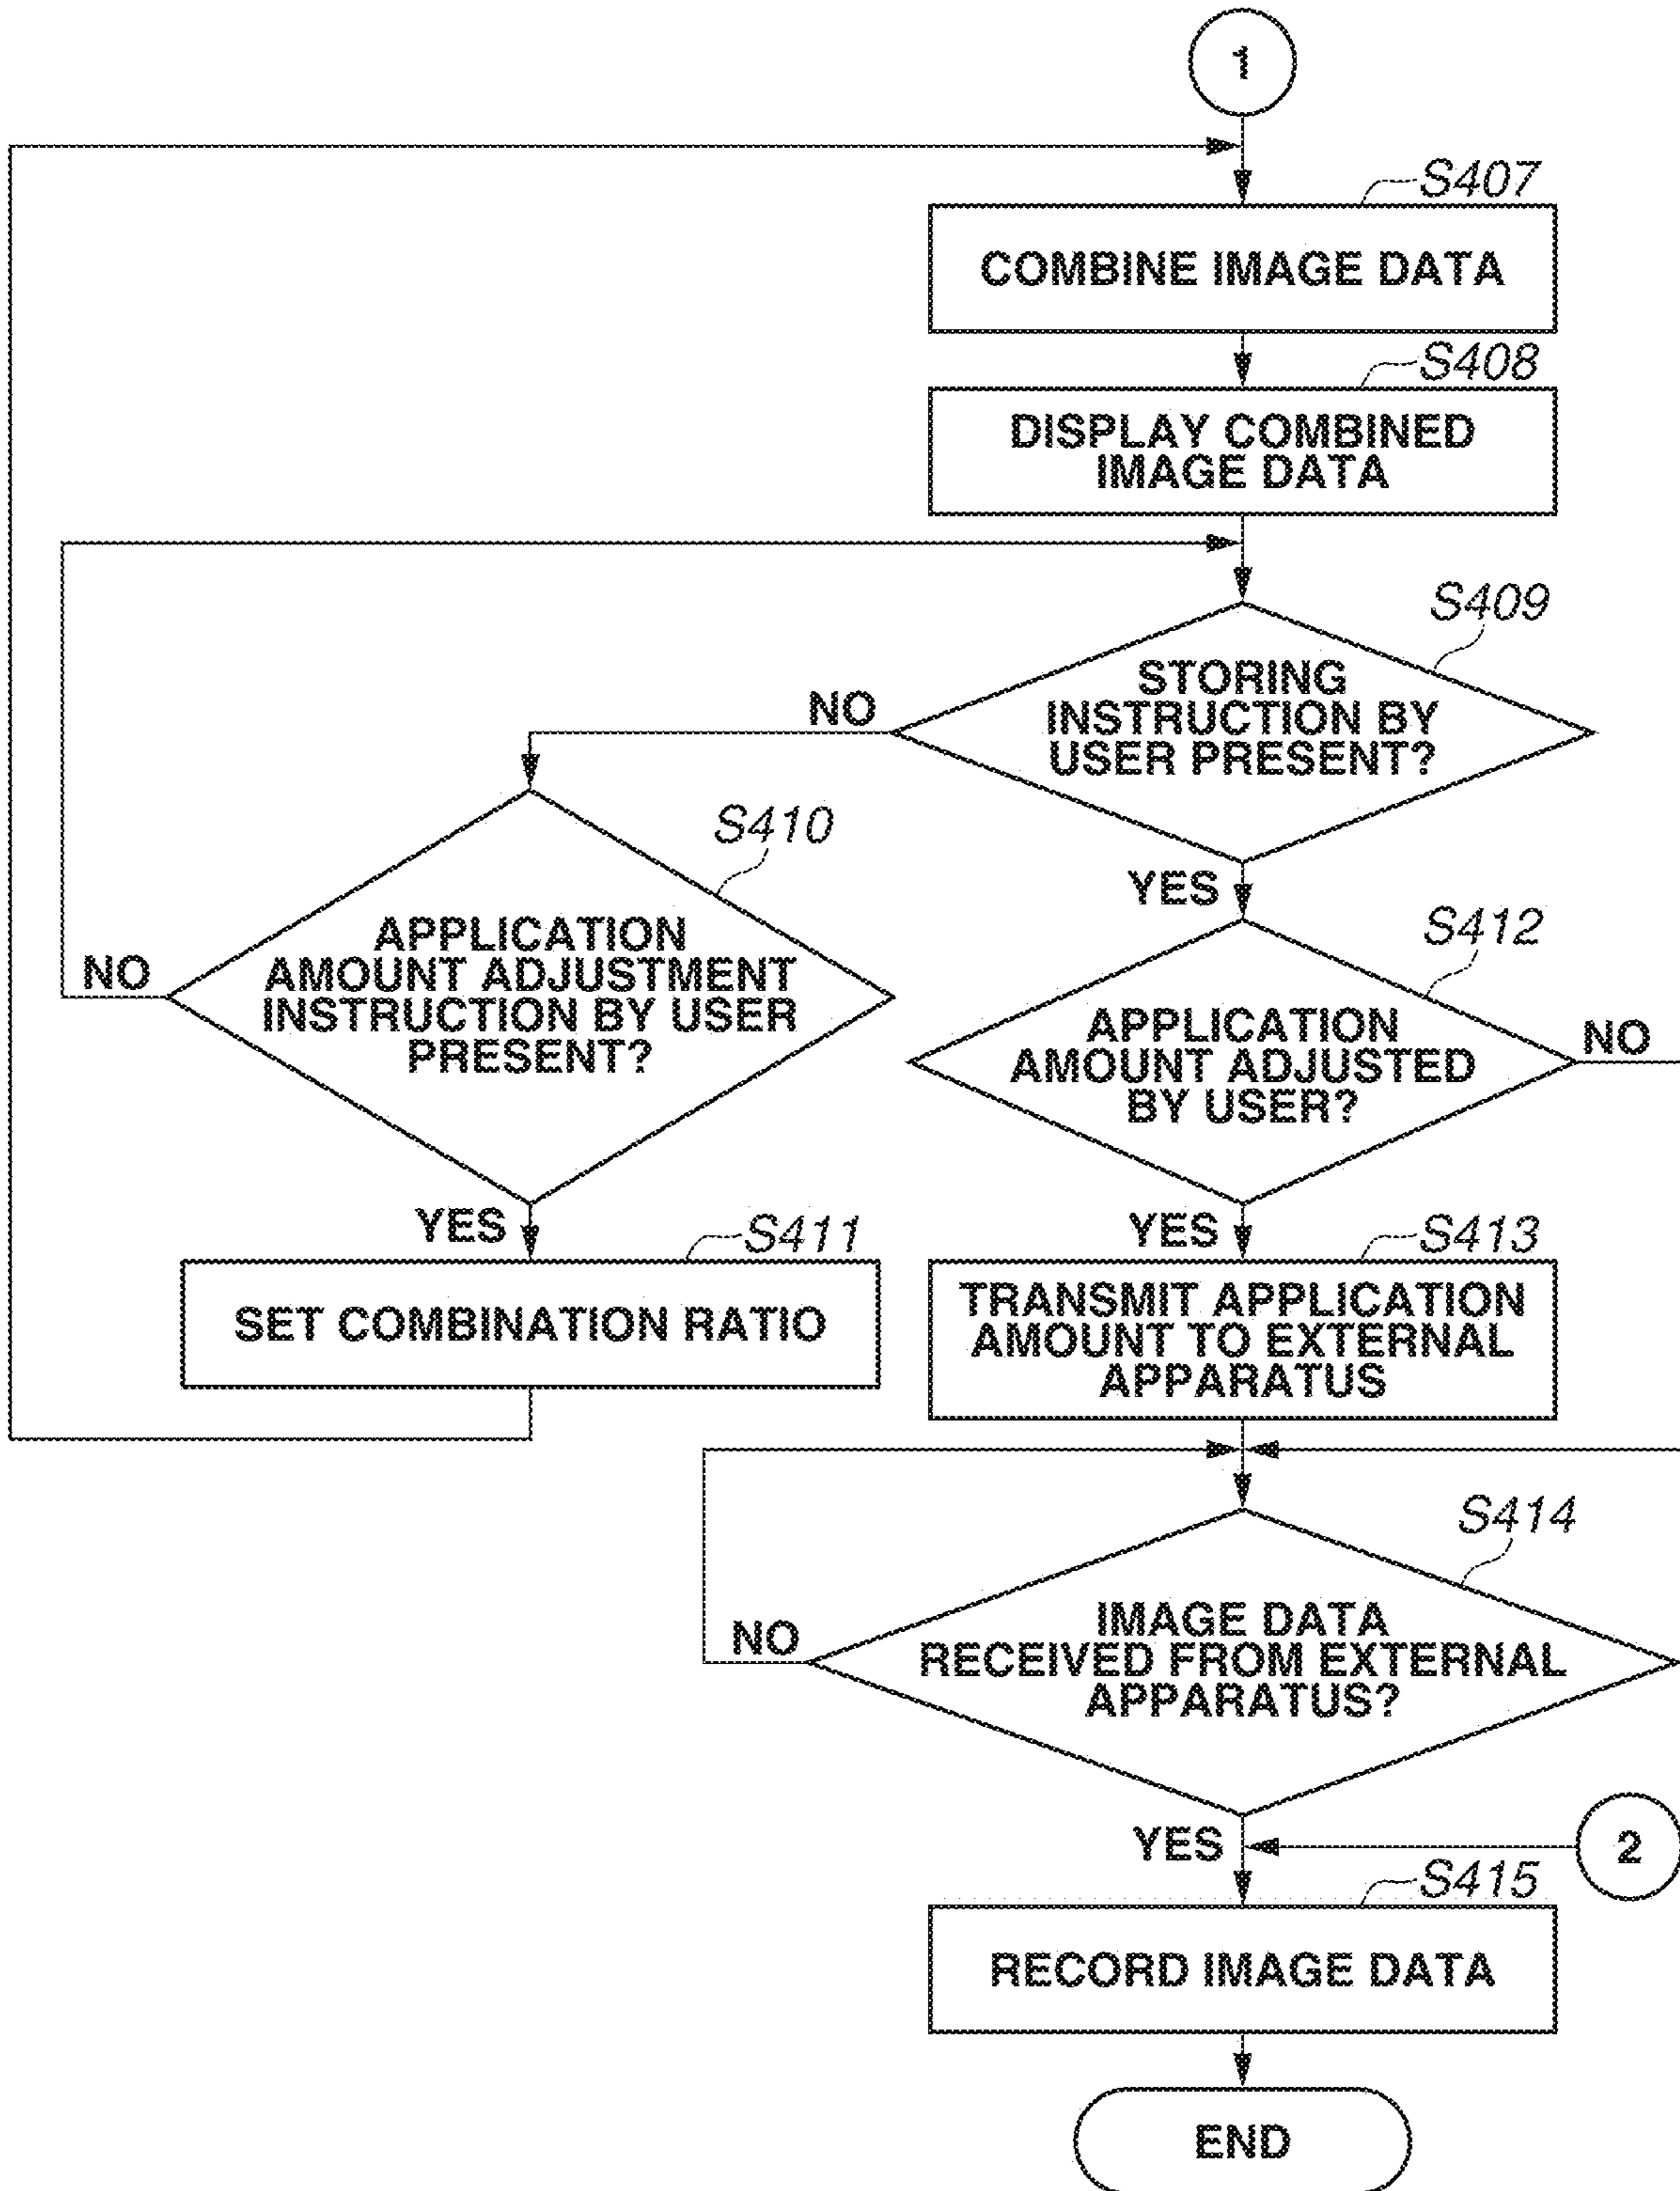 1
S407
COMBINE IMAGE DATA
S408
DISPLAY COMBINED
IMAGE DATA
S409
STORING
INSTRUCTION BY
USER PRESENT?
NO
YES
S410
APPLICATION
AMOUNT ADJUSTMENT
INSTRUCTION BY USER
PRESENT?
NO
YES
S411
SET COMBINATION RATIO
S412
APPLICATION
AMOUNT ADJUSTED
BY USER?
NO
YES
S413
TRANSMIT APPLICATION
AMOUNT TO EXTERNAL
APPARATUS
S414
IMAGE DATA
RECEIVED FROM EXTERNAL
APPARATUS?
NO
YES
2
S415
RECORD IMAGE DATA
END